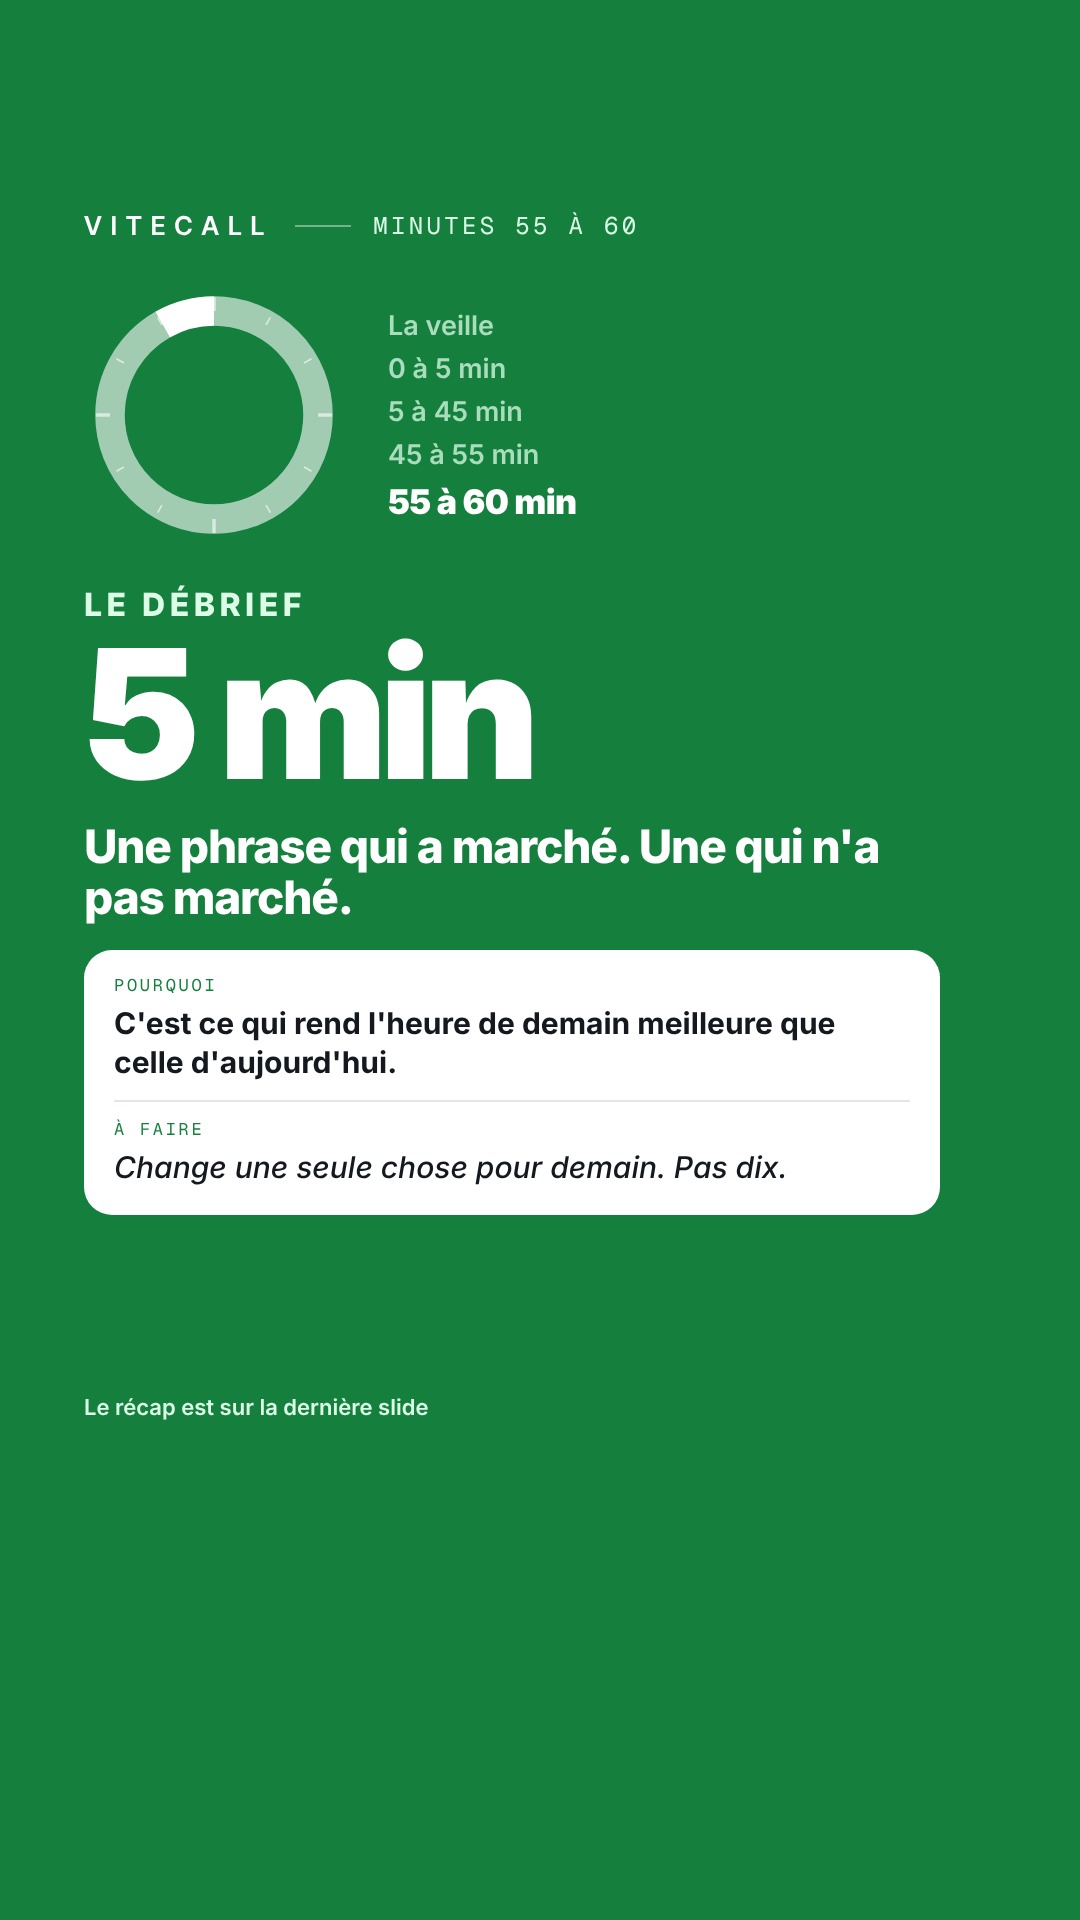 VITECALL — MINUTES 55 À 60
La veille
0 à 5 min
5 à 45 min
45 à 55 min
55 à 60 min
LE DÉBRIEF
5 min
Une phrase qui a marché. Une qui n'a
pas marché.
POURQUOI
C'est ce qui rend l'heure de demain meilleure que
celle d'aujourd'hui.
À FAIRE
Change une seule chose pour demain. Pas dix.
Le récap est sur la dernière slide